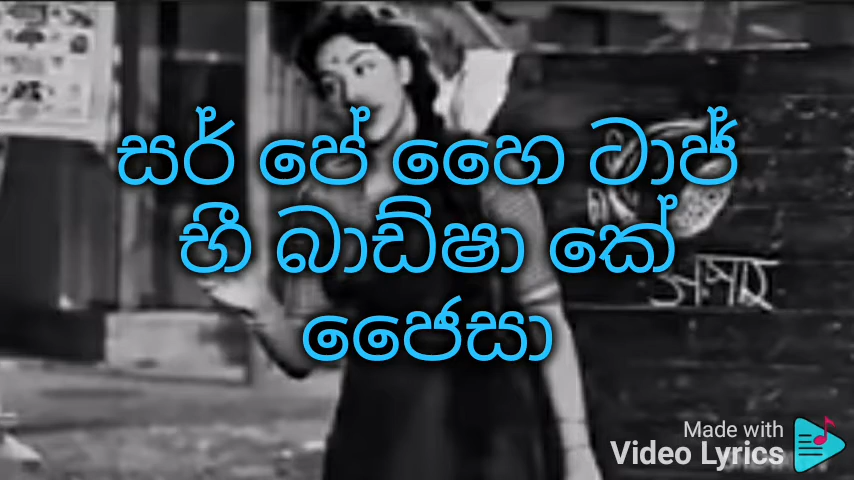 සර් පේ හෛ ටාජ්
භී බාඩ්ෂා කේ
ජෛසා
Made with
Video Lyrics